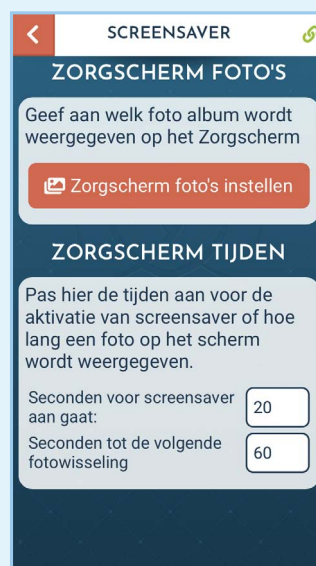 SCREENSAVER
ZORGSCHERM FOTO'S
Geef aan welk foto album wordt
weergegeven op het Zorgscherm
Zorgscherm foto's instellen
ZORGSCHERM TIJDEN
Pas hier de tijden aan voor de
aktivatie van screensaver of hoe
lang een foto op het scherm
wordt weergegeven.
Seconden voor screensaver
aan gaat:
20
Seconden tot de volgende
fotowisseling
60